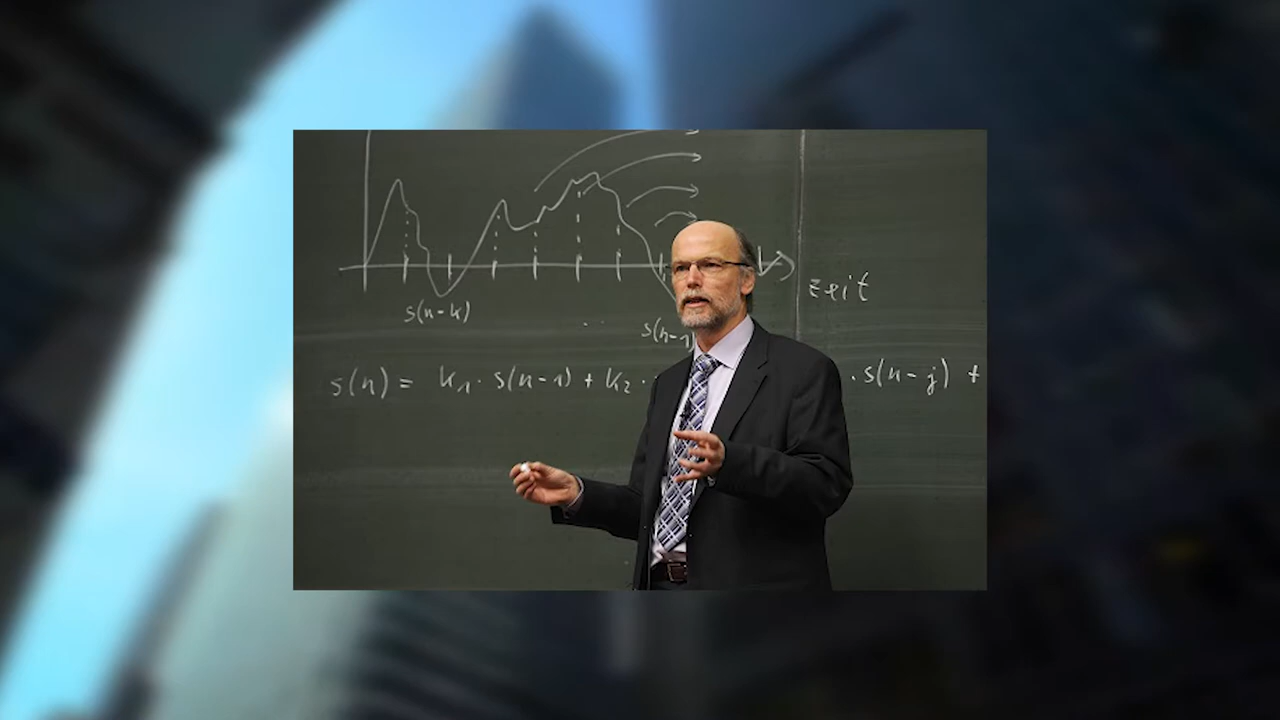 Zeit
s(n-k) .. s(n-1)
s(n) = k₁· s(n-1) + k₂· ·s(n-j) +